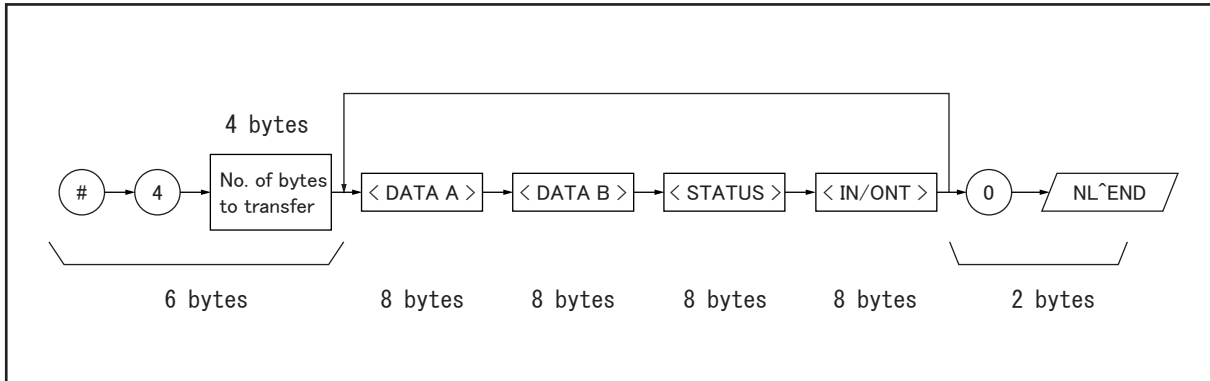 4 bytes
# 4 No. of bytes < DATA A > < DATA B > < STATUS > < IN/ONT > 0 NL^END
to transfer
6 bytes 8 bytes 8 bytes 8 bytes 8 bytes 2 bytes